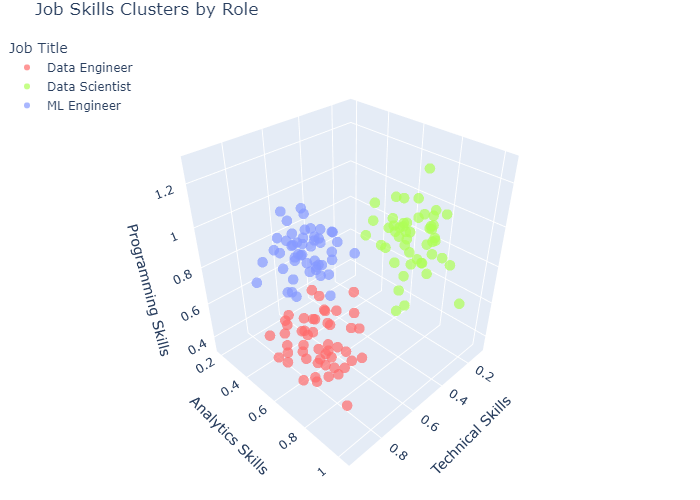 Job Skills Clusters by Role
Job Title
Data Engineer
Data Scientist
ML Engineer
Programming Skills
1.2
1
0.8
0.6
0.4
Analytics Skills
0.2
0.4
0.6
0.8
1
Technical Skills
0.2
0.4
0.6
0.8